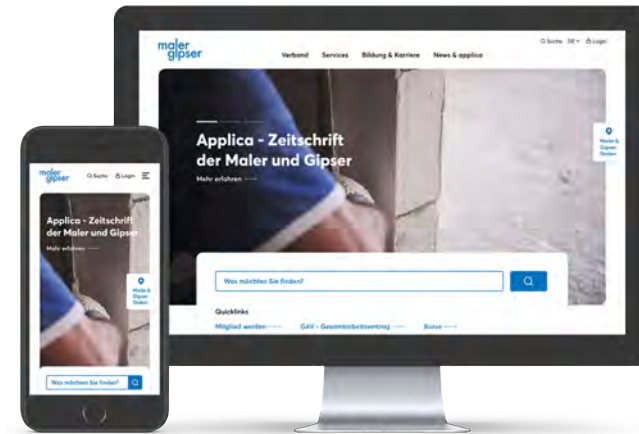 maler
gipser
Suche DE Login
Verband Services Bildung & Karriere News & applica
Applica - Zeitschrift
der Maler und Gipser
Mehr erfahren
Maler &
Gipser
finden
Was möchten Sie finden?
Quicklinks
Mitglied werden GAV - Gesamtarbeitsvertrag Kurse
maler
gipser
Suche Login
Applica - Zeitschrift
der Maler und Gipser
Mehr erfahren
Maler &
Gipser
finden
Was möchten Sie finden?